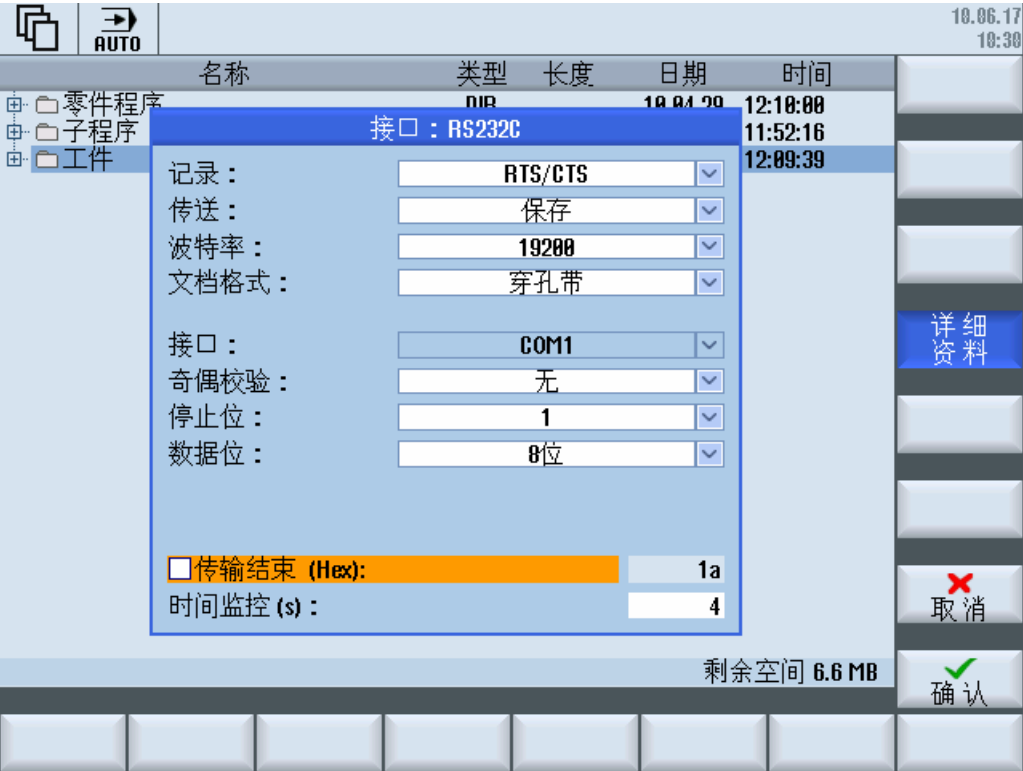 10.06.17
AUTO
10:30
名称 类型 长度 日期 时间
零件程序 DIR 10.04.29 12:10:00
子程序 11:52:16
工件 12:09:39
接口：RS232C
记录： RTS/CTS
传送： 保存
波特率： 19200
文档格式： 穿孔带
接口： COM1
奇偶校验： 无
停止位： 1
数据位： 8位
传输结束 (Hex): 1a
时间监控(s)： 4
剩余空间 6.6 MB
详细
资料
取消
确认